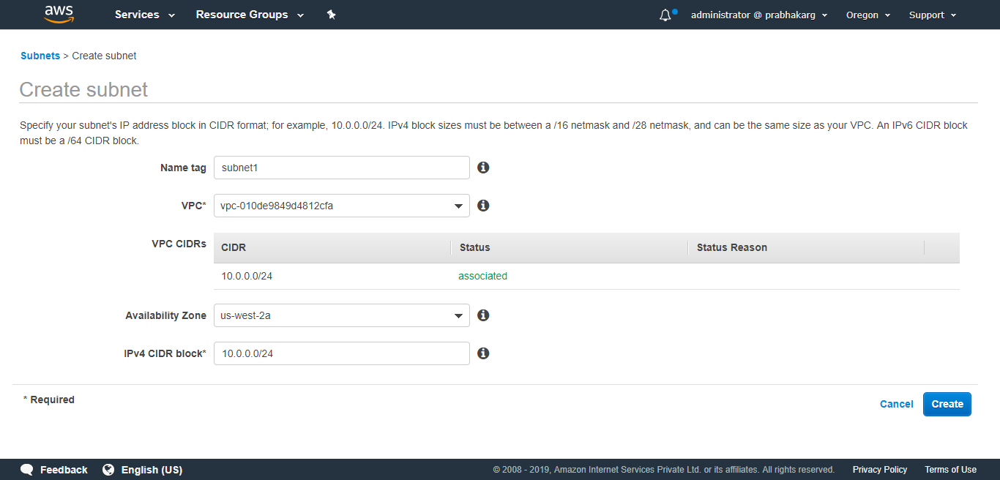 aws Services Resource Groups administrator @ prabhakarg Oregon Support
Subnets > Create subnet
Create subnet
Specify your subnet's IP address block in CIDR format; for example, 10.0.0.0/24. IPv4 block sizes must be between a /16 netmask and /28 netmask, and can be the same size as your VPC. An IPv6 CIDR block
must be a /64 CIDR block.
Name tag subnet1
VPC* vpc-010de9849d4812cfa
VPC CIDRs CIDR Status Status Reason
10.0.0.0/24 associated
Availability Zone us-west-2a
IPv4 CIDR block* 10.0.0.0/24
* Required
Cancel Create
Feedback English (US) © 2008 - 2019, Amazon Internet Services Private Ltd. or its affiliates. All rights reserved. Privacy Policy Terms of Use